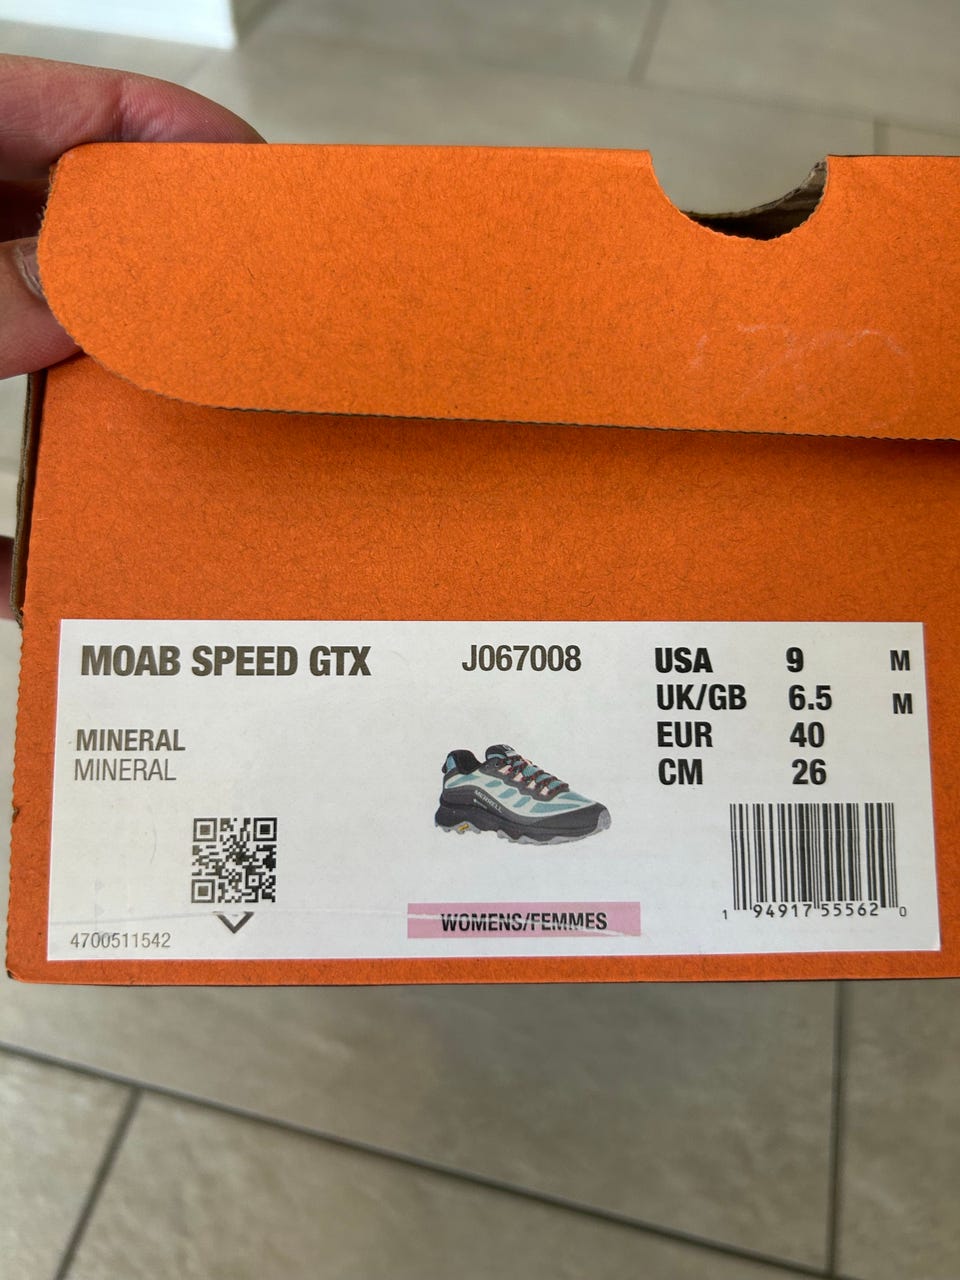 MOAB SPEED GTX
J067008
USA 9 M
UK/GB 6.5 M
EUR 40
CM 26
MINERAL
MINERAL
MERRELL
WOMENS/FEMMES
4700511542
1 94917 55562 0